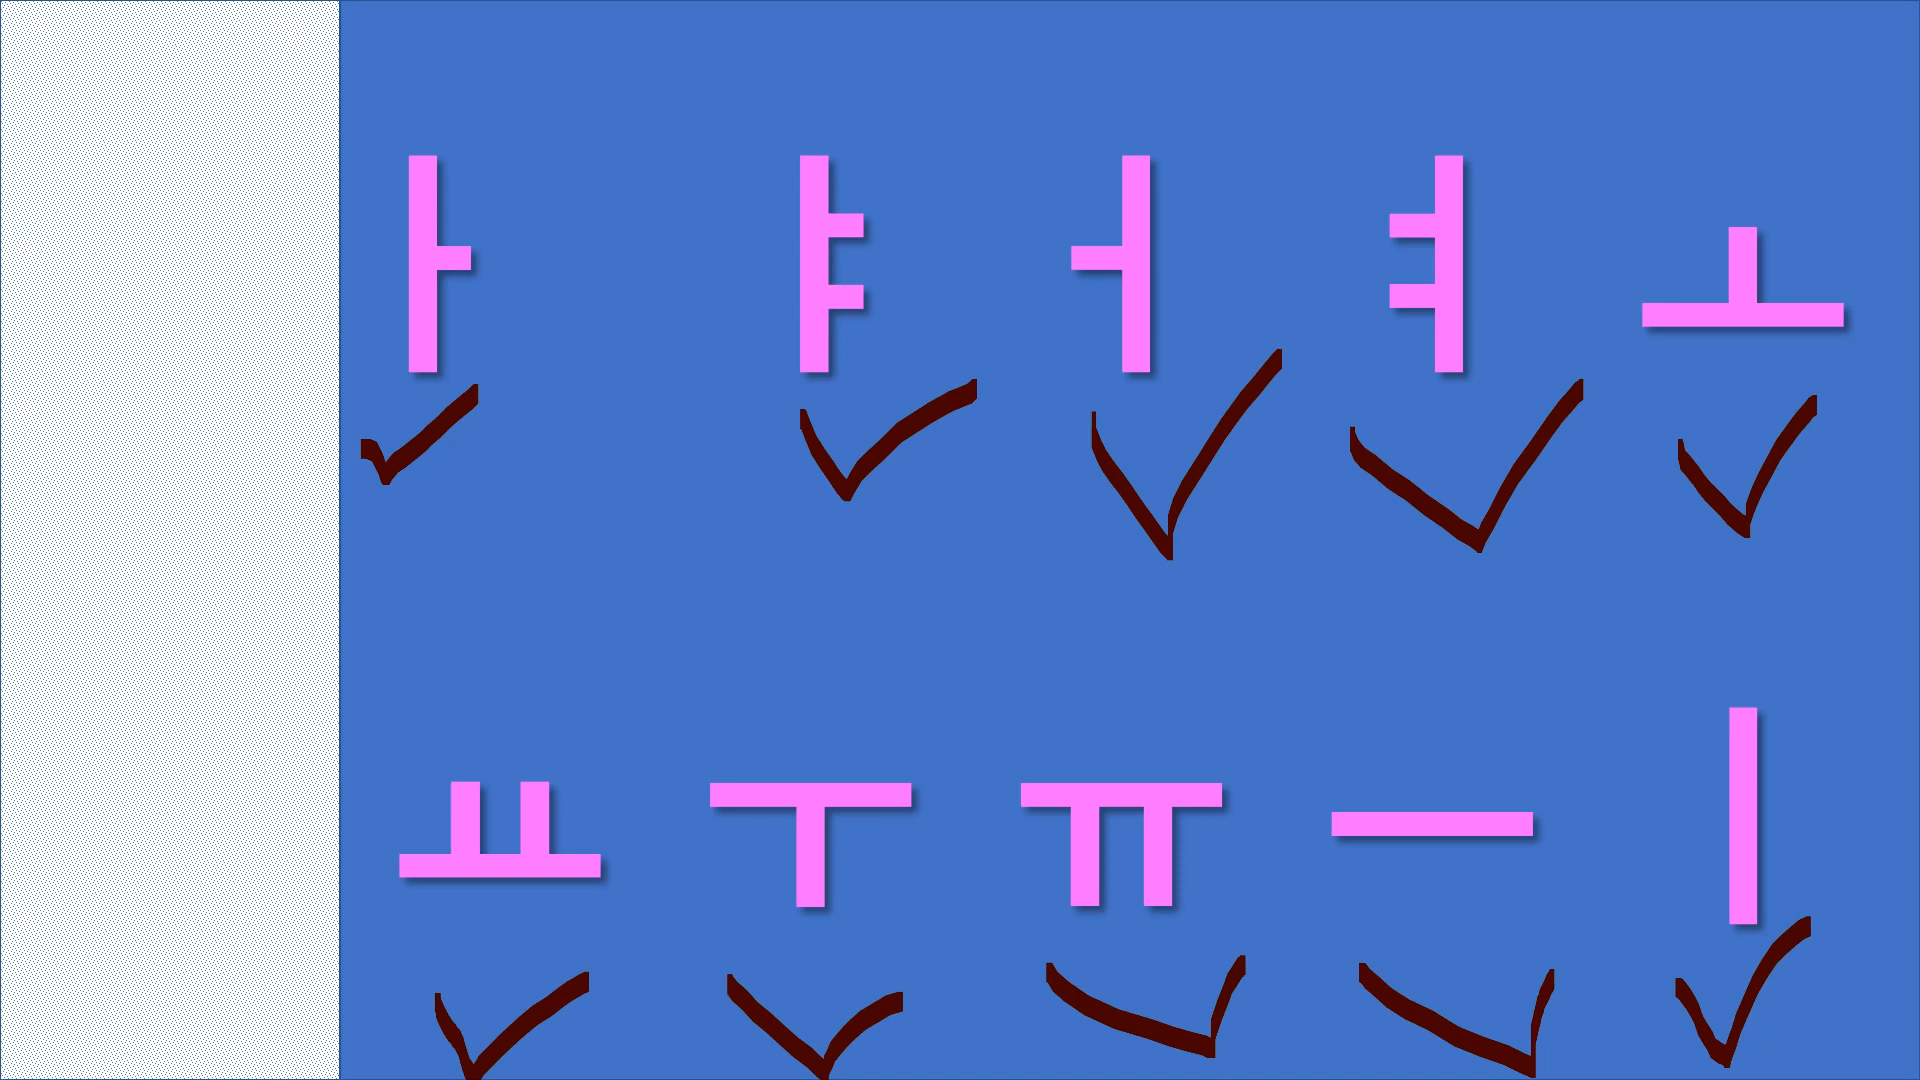 ㅏ ㅑ ㅓ ㅕ ㅗ
ㅛ ㅜ ㅠ ㅡ ㅣ